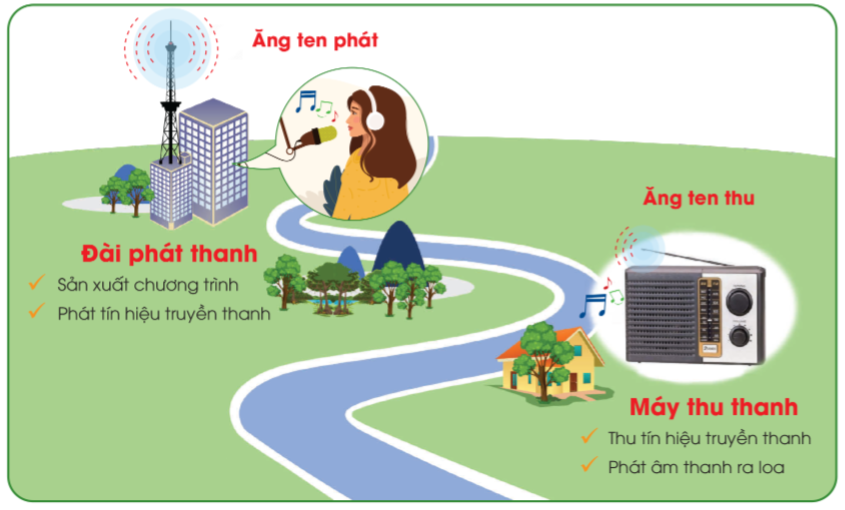 Ăng ten phát
Đài phát thanh
Sản xuất chương trình
Phát tín hiệu truyền thanh
Ăng ten thu
Máy thu thanh
Thu tín hiệu truyền thanh
Phát âm thanh ra loa